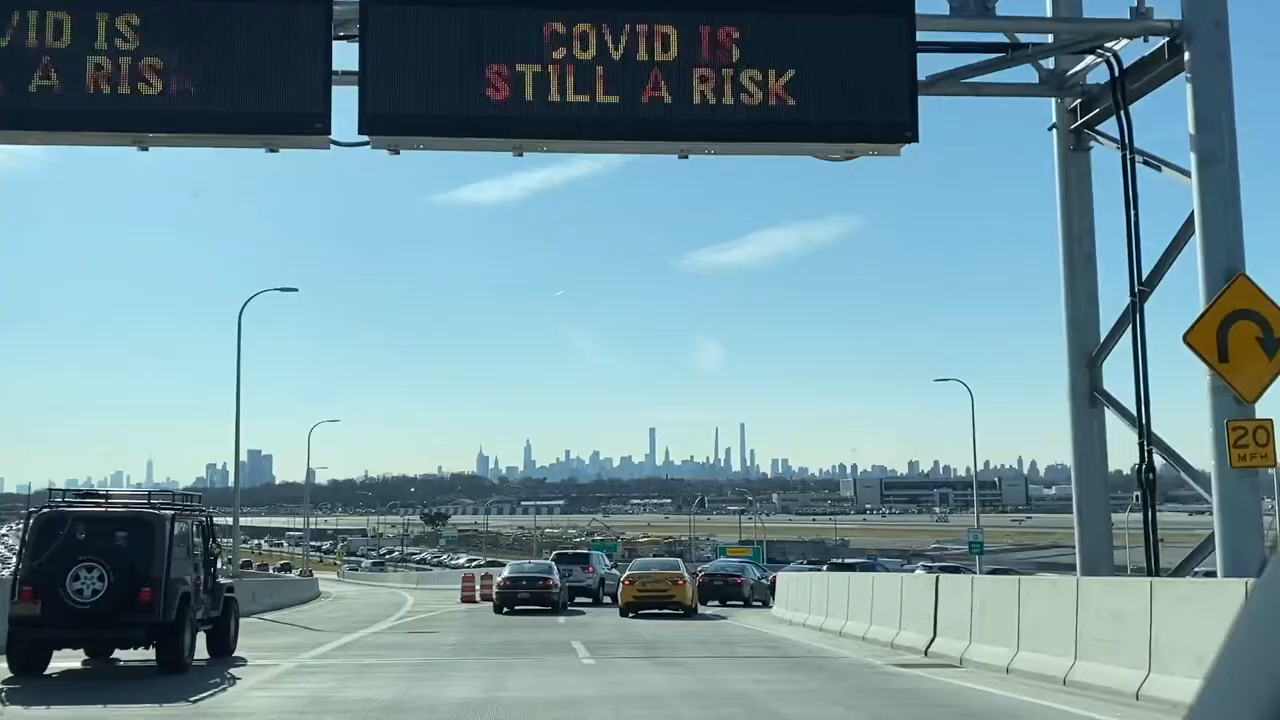 VID IS
A RISK
COVID IS
STILL A RISK
20
MPH